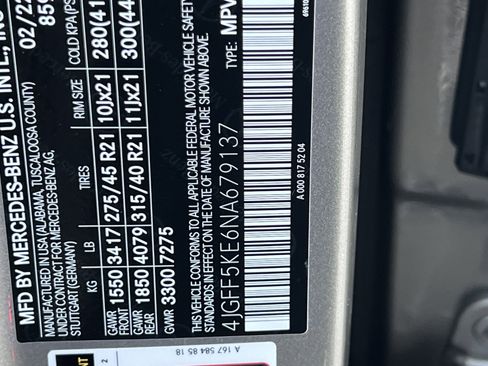 MFD BY MERCEDES-BENZ U.S. INTL., INC
02/22
MANUFACTURED IN USA (ALABAMA, TUSCALOOSA COUNTY)
UNDER CONTRACT FOR MERCEDES-BENZ AG,
STUTTGART (GERMANY)
KG LB TIRES RIM SIZE COLD KPA(PS
GAWR FRONT 1550 3417 275/45 R21 10Jx21 280(41
GAWR REAR 1850 4079 315/40 R21 11Jx21 300(44
GVWR 3300 7275
THIS VEHICLE CONFORMS TO ALL APPLICABLE FEDERAL MOTOR VEHICLE SAFETY
IN EFFECT ON THE DATE OF MANUFACTURE SHOWN ABOVE.
4JGFF5KE6NA679137 MPV
A 000 817 52 04
A 167 584 85 18